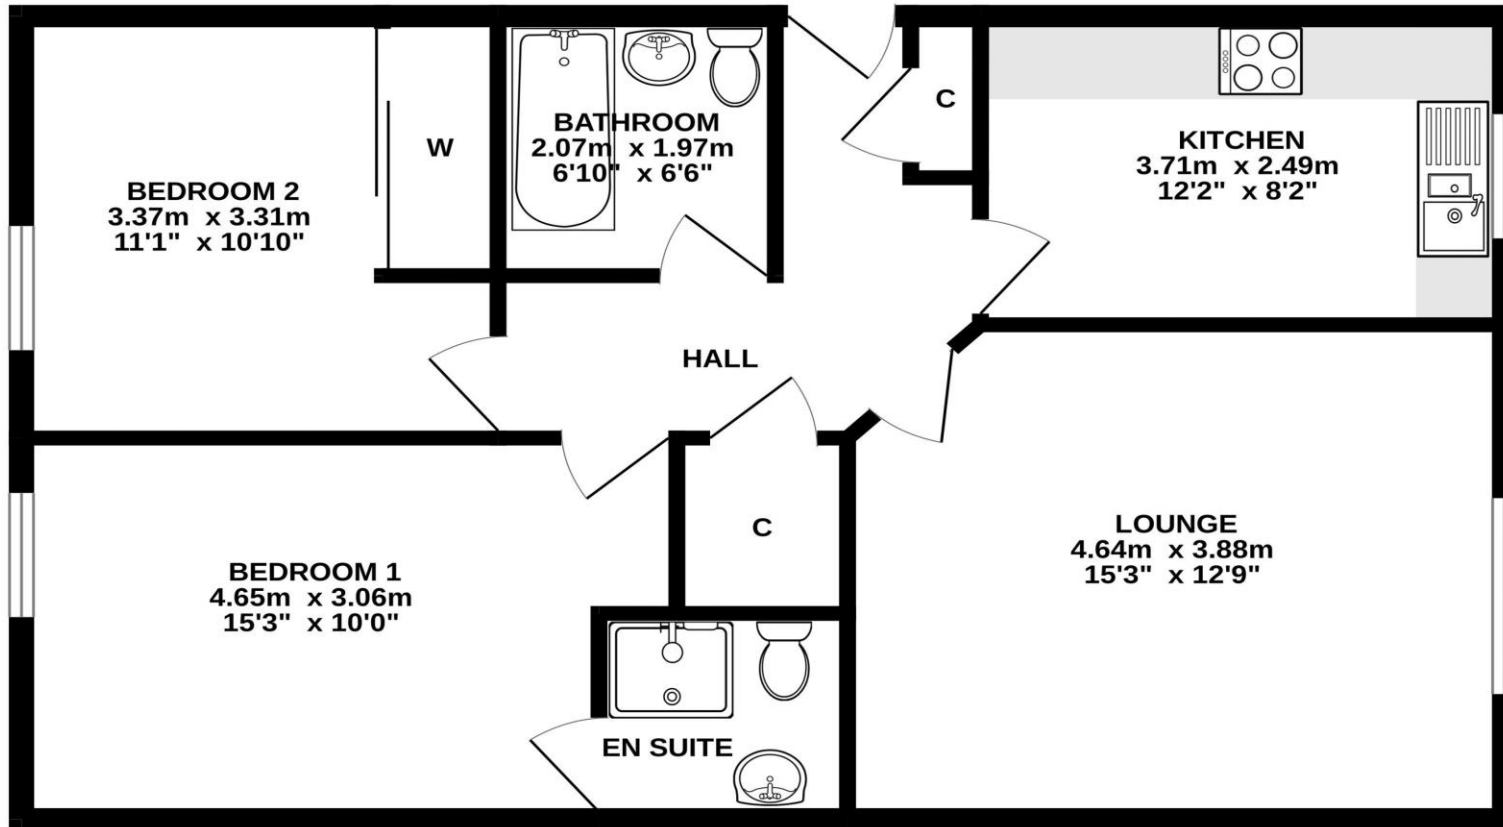 BEDROOM 2
3.37m x 3.31m
11'1" x 10'10"
W
BATHROOM
2.07m x 1.97m
6'10" x 6'6"
C
KITCHEN
3.71m x 2.49m
12'2" x 8'2"
HALL
BEDROOM 1
4.65m x 3.06m
15'3" x 10'0"
C
EN SUITE
LOUNGE
4.64m x 3.88m
15'3" x 12'9"